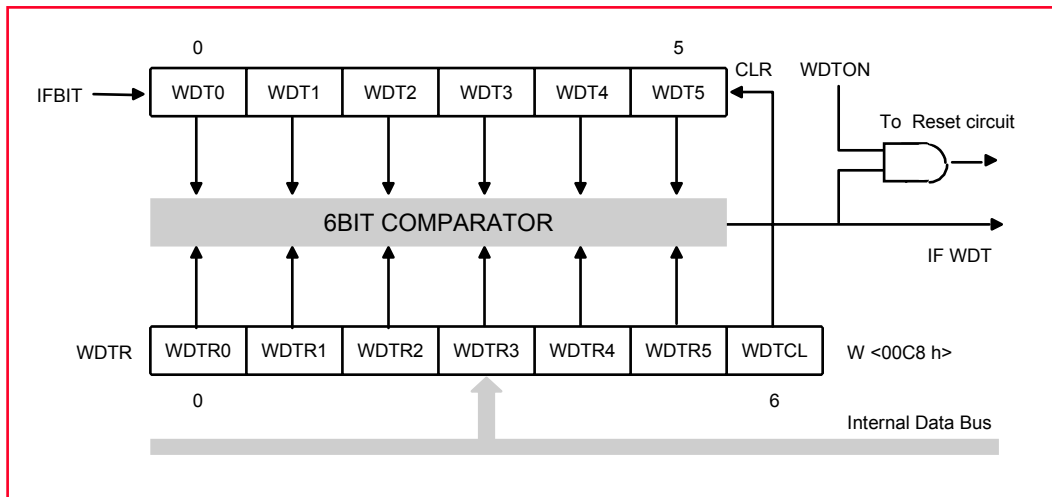 0 5
CLR WDTON
IFBIT WDT0 WDT1 WDT2 WDT3 WDT4 WDT5
To Reset circuit
6BIT COMPARATOR
IF WDT
WDTR WDTR0 WDTR1 WDTR2 WDTR3 WDTR4 WDTR5 WDTCL W <00C8 h>
0 6
Internal Data Bus